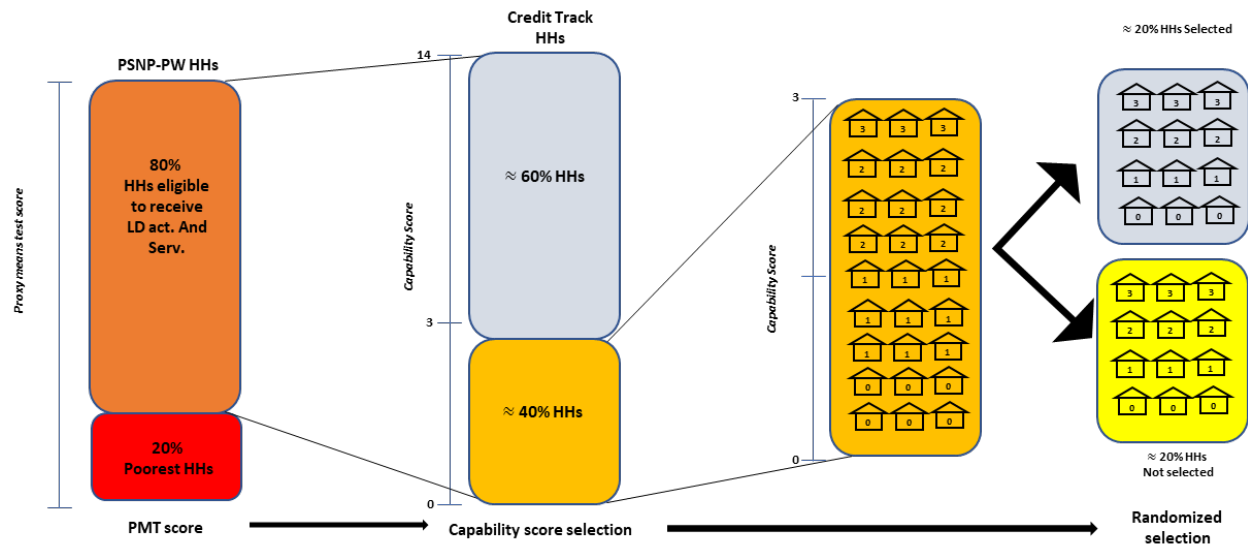 PSNP-PW HHs
Proxy means test score
80%
HHs eligible
to receive
LD act. And
Serv.
20%
Poorest HHs
PMT score
Credit Track
HHs
14
3
0
Capability Score
≈ 60% HHs
≈ 40% HHs
Capability score selection
3
0
Capability Score
3 3 3
2 2 2
2 2 2
2 2 2
1 1 1
1 1 1
1 1 1
0 0 0
0 0 0
≈ 20% HHs Selected
3 3 3
2 2 2
1 1 1
0 0 0
3 3 3
2 2 2
1 1 1
0 0 0
≈ 20% HHs
Not selected
Randomized
selection